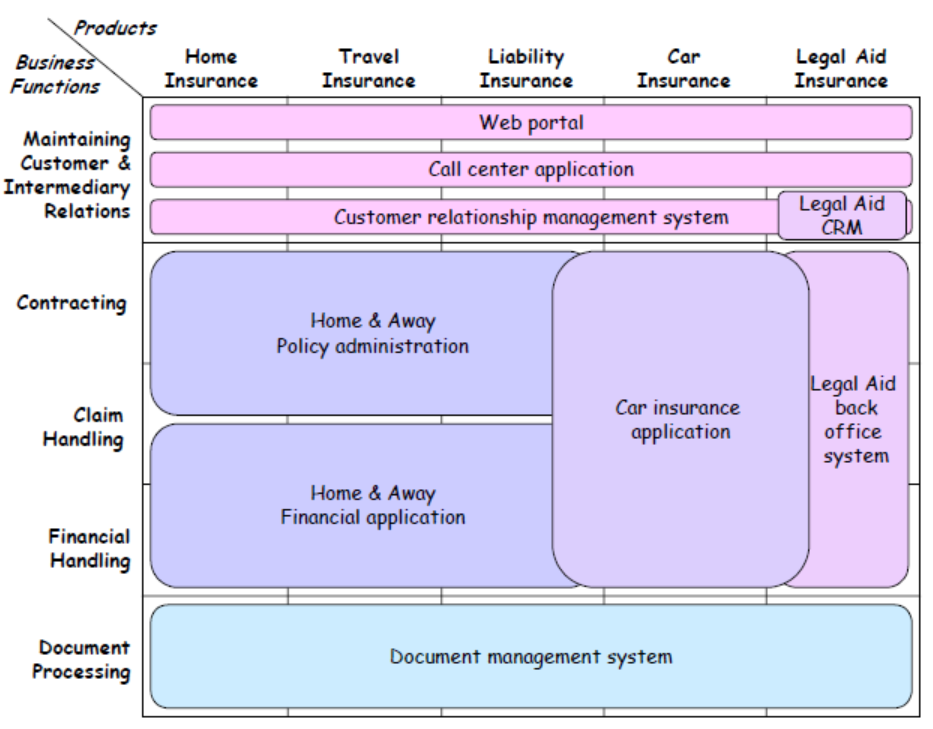 Products
Business
Functions
Home
Insurance
Travel
Insurance
Liability
Insurance
Car
Insurance
Legal Aid
Insurance
Maintaining
Customer &
Intermediary
Relations
Web portal
Call center application
Customer relationship management system
Legal Aid
CRM
Contracting
Home & Away
Policy administration
Car insurance
application
Legal Aid
back
office
system
Claim
Handling
Home & Away
Financial application
Financial
Handling
Document
Processing
Document management system